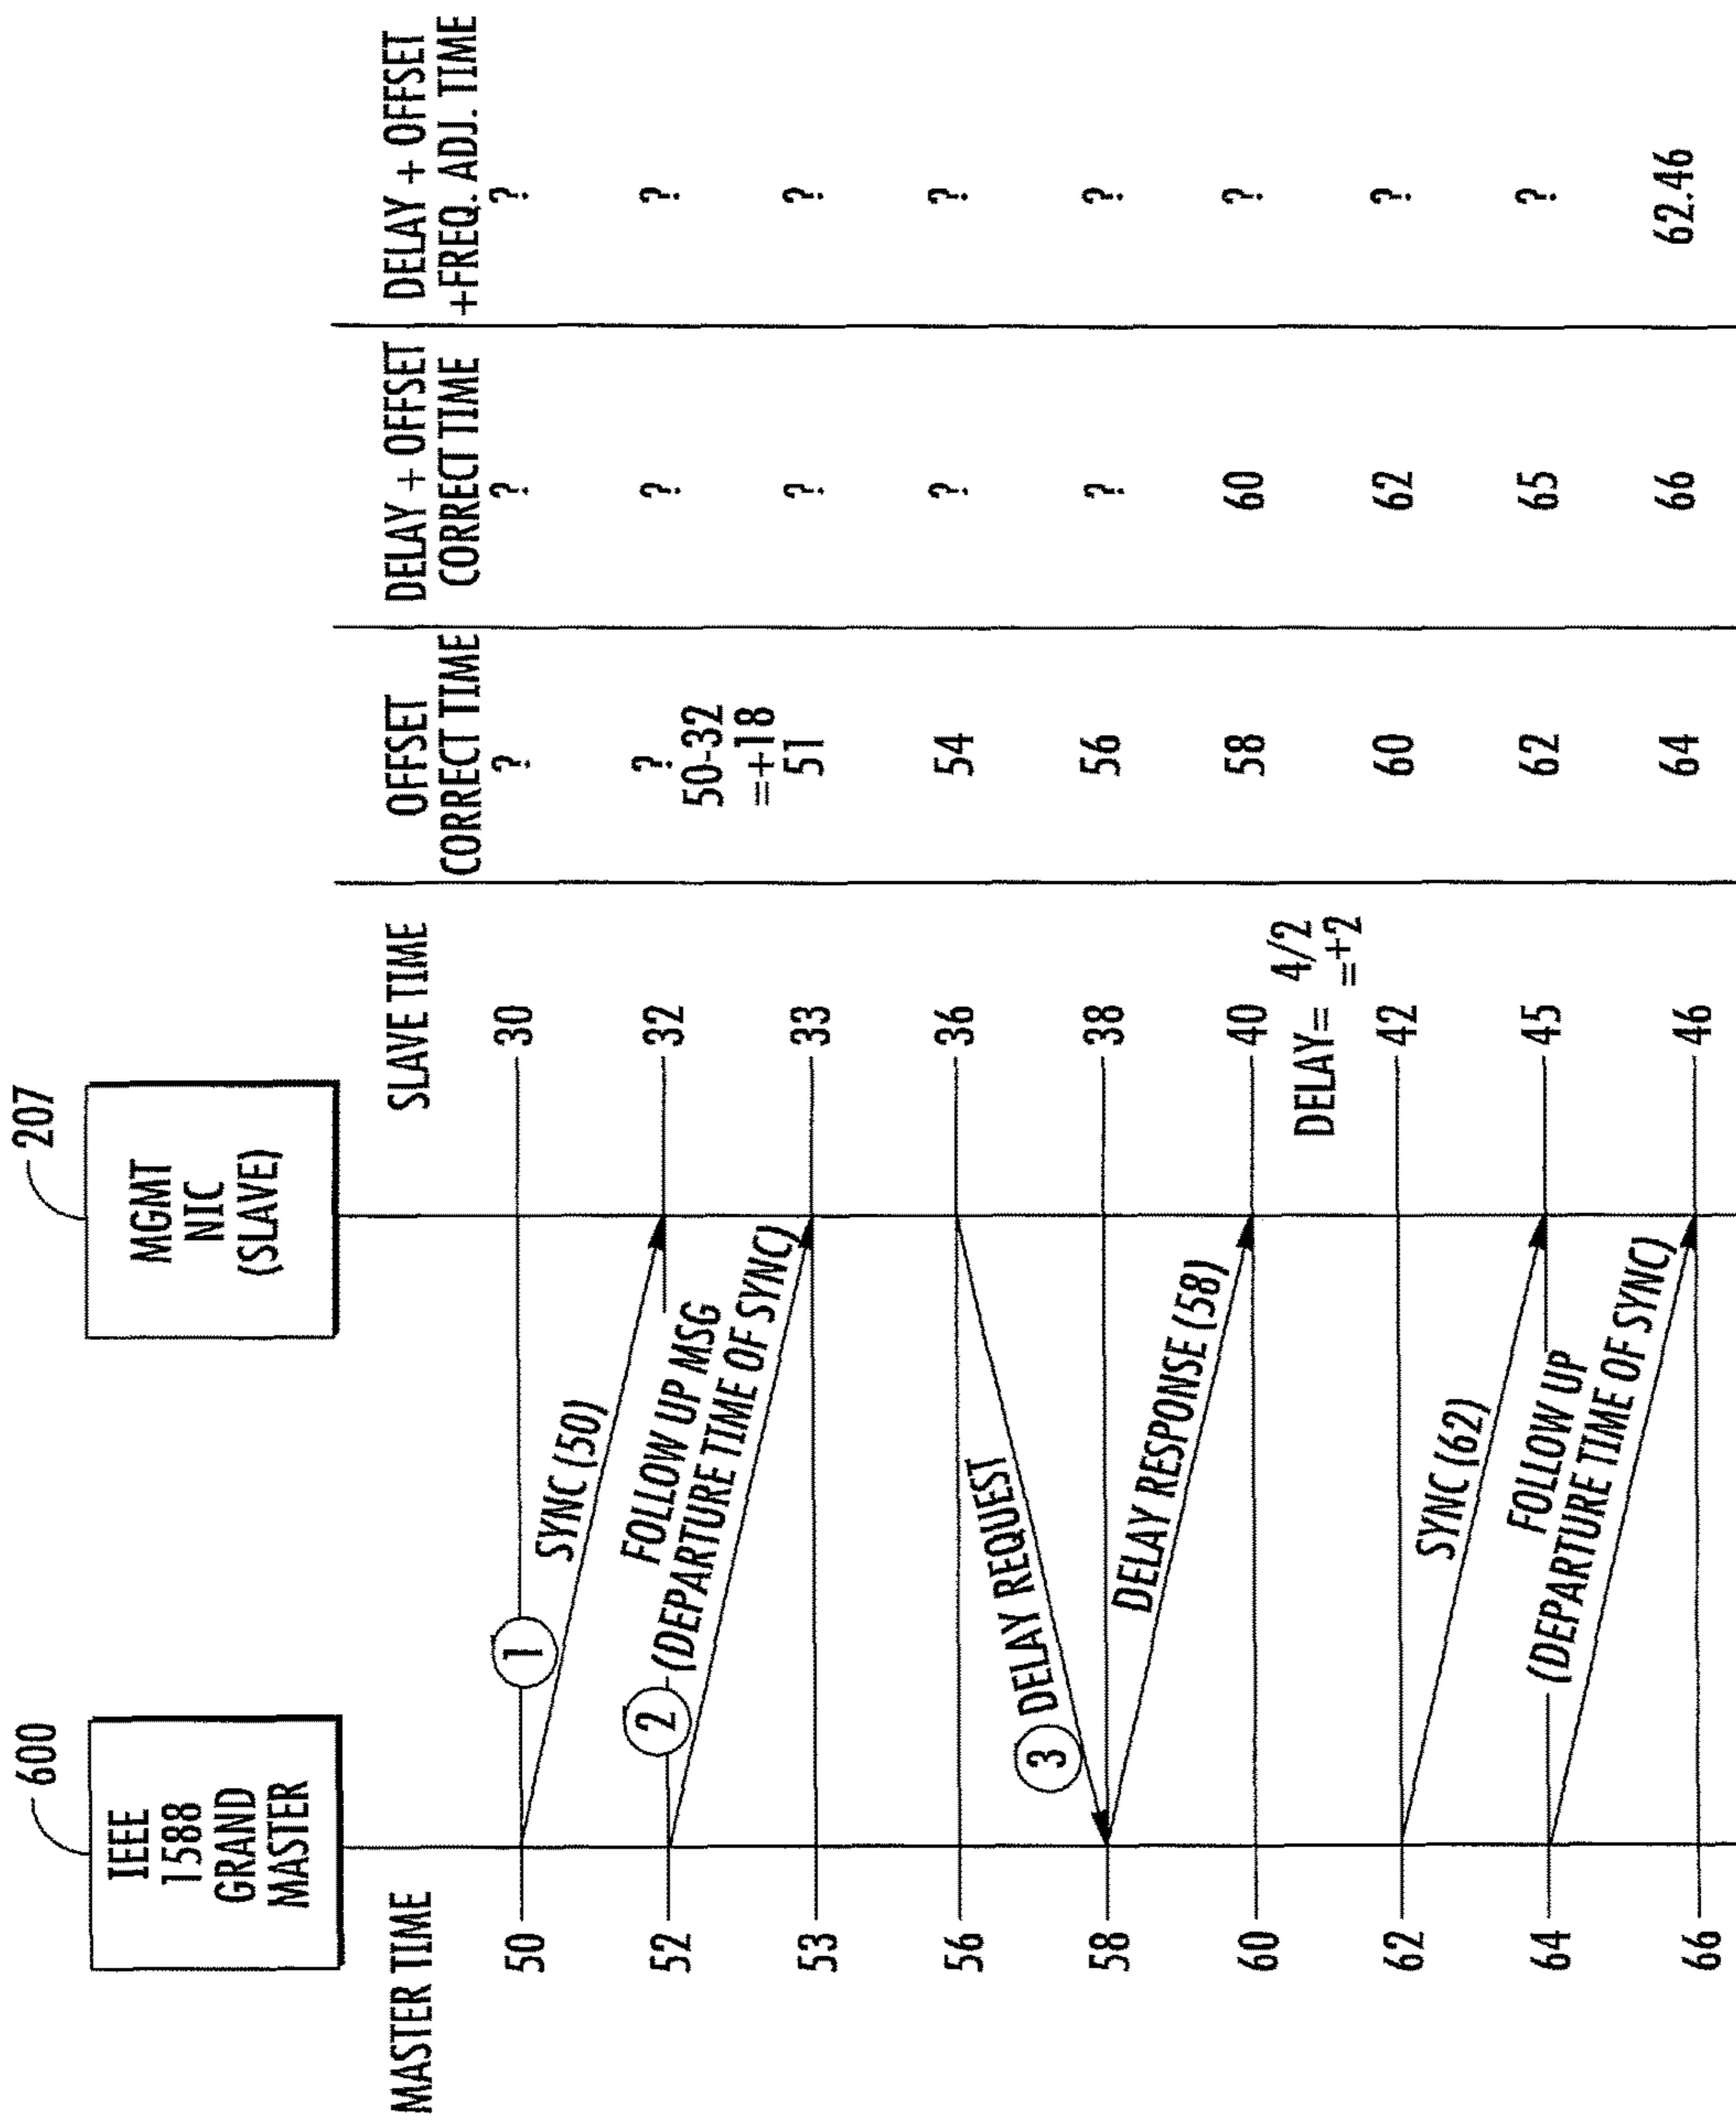 600
207
IEEE
1588
GRAND
MASTER
MGMT
NIC
(SLAVE)
MASTER TIME
SLAVE TIME
OFFSET
CORRECT TIME
DELAY + OFFSET
CORRECT TIME
DELAY + OFFSET
+FREQ. ADJ. TIME
50
1
30
?
?
?
SYNC (50)
52
2
32
?
?
?
FOLLOW UP MSG
(DEPARTURE TIME OF SYNC)
50-32
=+18
53
33
51
?
?
56
36
54
?
?
3
DELAY REQUEST
58
38
56
?
?
DELAY RESPONSE (58)
60
40
58
60
?
DELAY= 4/2
=+2
62
42
60
62
?
SYNC (62)
64
45
62
65
?
FOLLOW UP
(DEPARTURE TIME OF SYNC)
66
46
64
66
62.46